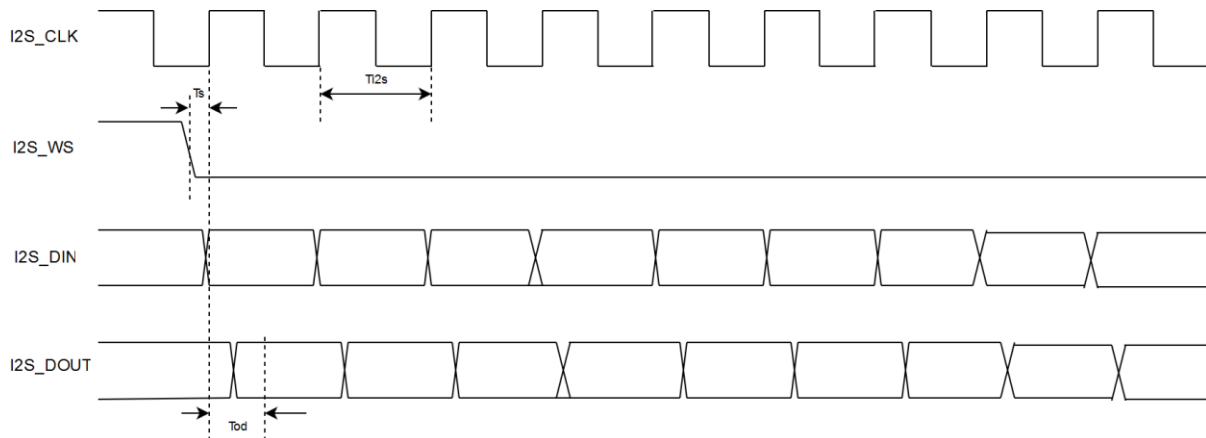 I2S_CLK
Ts
TI2s
I2S_WS
I2S_DIN
I2S_DOUT
Tod